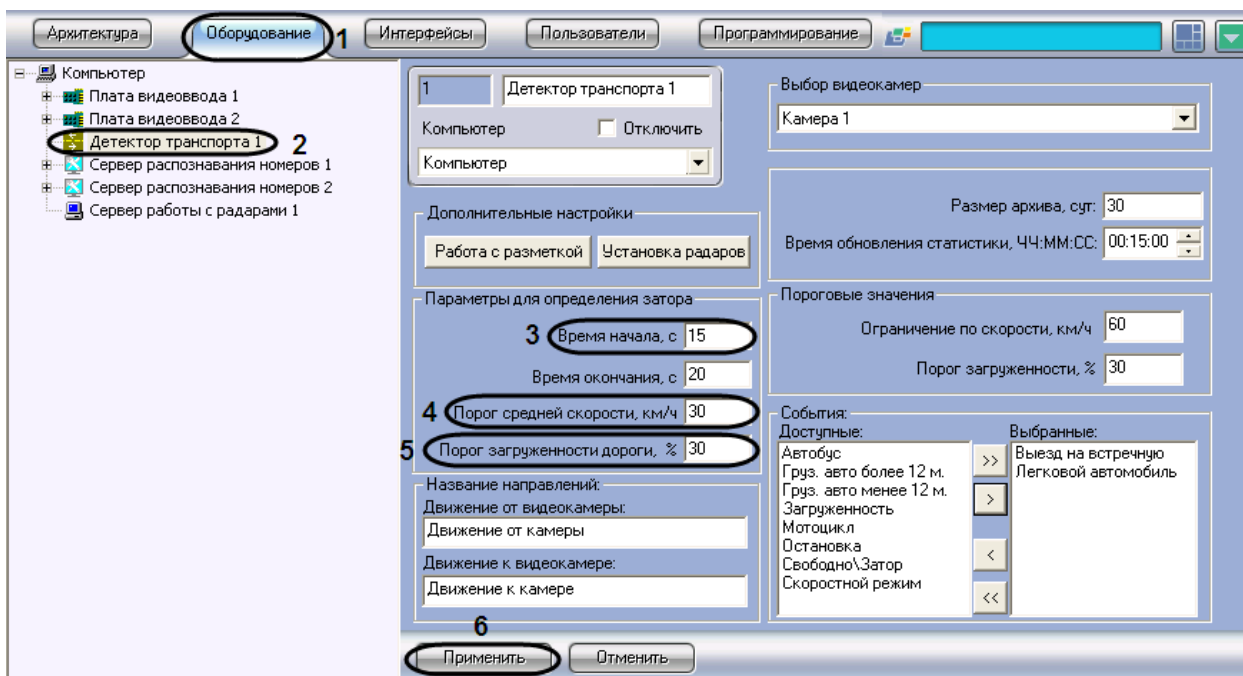 Архитектура
Оборудование
1
Интерфейсы
Пользователи
Программирование
Компьютер
Плата видеоввода 1
Плата видеоввода 2
Детектор транспорта 1
2
Сервер распознавания номеров 1
Сервер распознавания номеров 2
Сервер работы с радарами 1
1
Детектор транспорта 1
Компьютер
Отключить
Компьютер
Дополнительные настройки
Работа с разметкой
Установка радаров
Параметры для определения затора
3
Время начала, с 15
Время окончания, с 20
4
Порог средней скорости, км/ч 30
5
Порог загруженности дороги, % 30
Название направлений:
Движение от видеокамеры:
Движение от камеры
Движение к видеокамере:
Движение к камере
Выбор видеокамер
Камера 1
Размер архива, сут: 30
Время обновления статистики, ЧЧ:ММ:СС: 00:15:00
Пороговые значения
Ограничение по скорости, км/ч 60
Порог загруженности, % 30
События:
Доступные:
Автобус
Груз. авто более 12 м.
Груз. авто менее 12 м.
Загруженность
Мотоцикл
Остановка
Свободно\Затор
Скоростной режим
>>
>
<
<<
Выбранные:
Выезд на встречную
Легковой автомобиль
6
Применить
Отменить